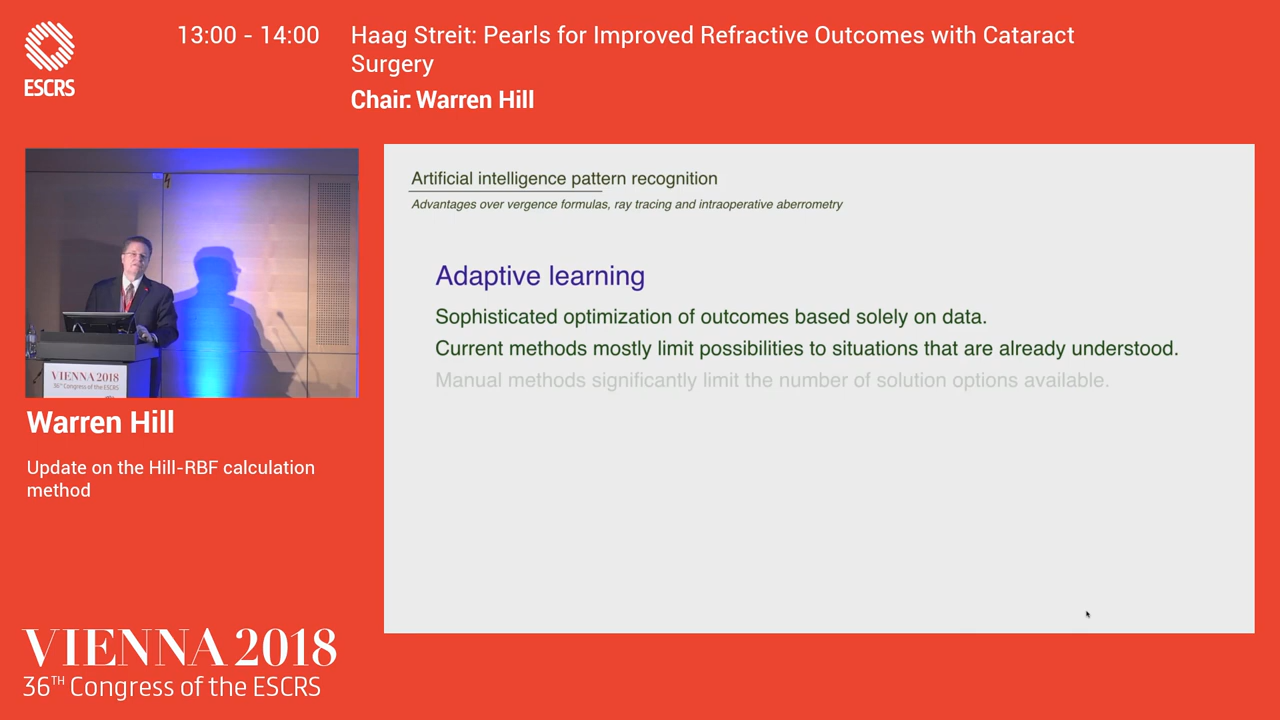 ESCRS
13:00 - 14:00
Haag Streit: Pearls for Improved Refractive Outcomes with Cataract
Surgery
Chair: Warren Hill
Artificial intelligence pattern recognition
Advantages over vergence formulas, ray tracing and intraoperative aberrometry
Adaptive learning
Sophisticated optimization of outcomes based solely on data.
Current methods mostly limit possibilities to situations that are already understood.
Manual methods significantly limit the number of solution options available.
VIENNA 2018
36th Congress of the ESCRS
Warren Hill
Update on the Hill-RBF calculation
method
VIENNA 2018
36TH Congress of the ESCRS